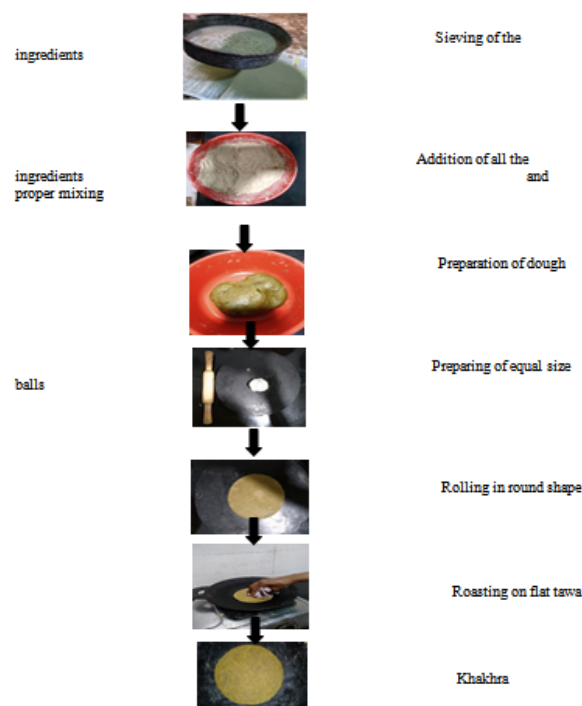 Sieving of the
ingredients
Addition of all the
ingredients and
proper mixing
Preparation of dough
Preparing of equal size
balls
Rolling in round shape
Roasting on flat tawa
Khakhra